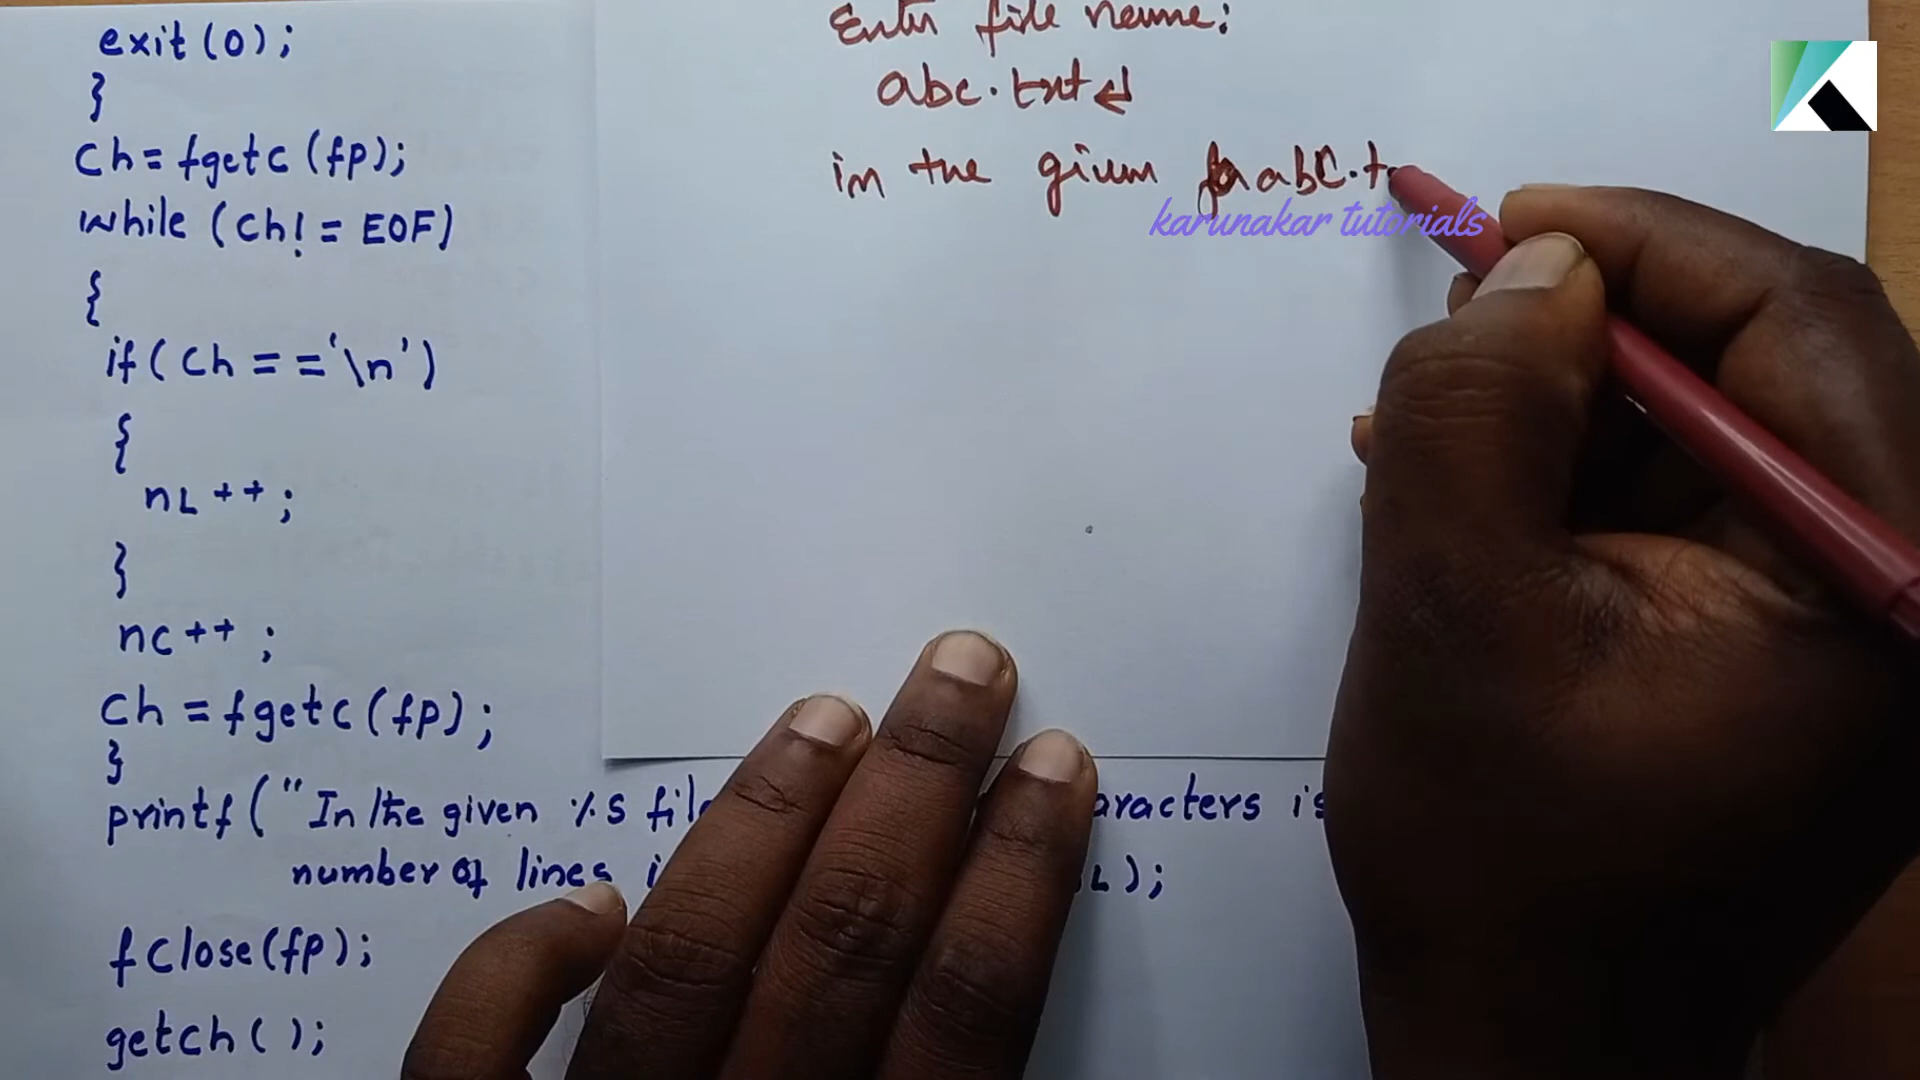 exit(0);
}
Ch=fgetc(fp);
while (Ch!=EOF)
{
if(Ch=='\n')
{
nL++;
}
nc++;
Ch=fgetc(fp);
}
printf("In the given %s fil aracters is
number of lines i L);
fclose(fp);
getch();
Enter file name:
abc.txt↵
in the given abC.t
karunakar tutorials